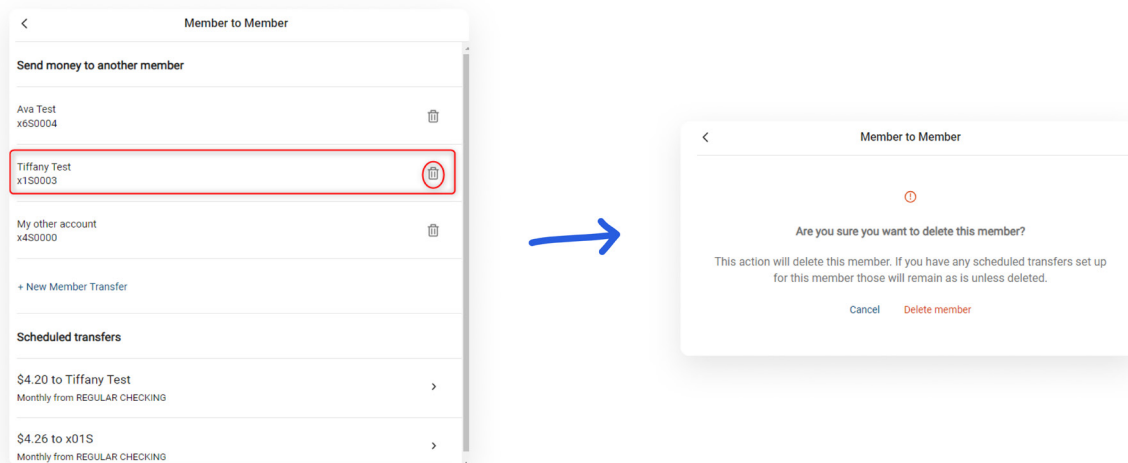 Member to Member
Send money to another member
Ava Test
x6S0004
Tiffany Test
x1S0003
My other account
x4S0000
+ New Member Transfer
Scheduled transfers
$4.20 to Tiffany Test
Monthly from REGULAR CHECKING
$4.26 to x01S
Monthly from REGULAR CHECKING
Member to Member
Are you sure you want to delete this member?
This action will delete this member. If you have any scheduled transfers set up
for this member those will remain as is unless deleted.
Cancel Delete member